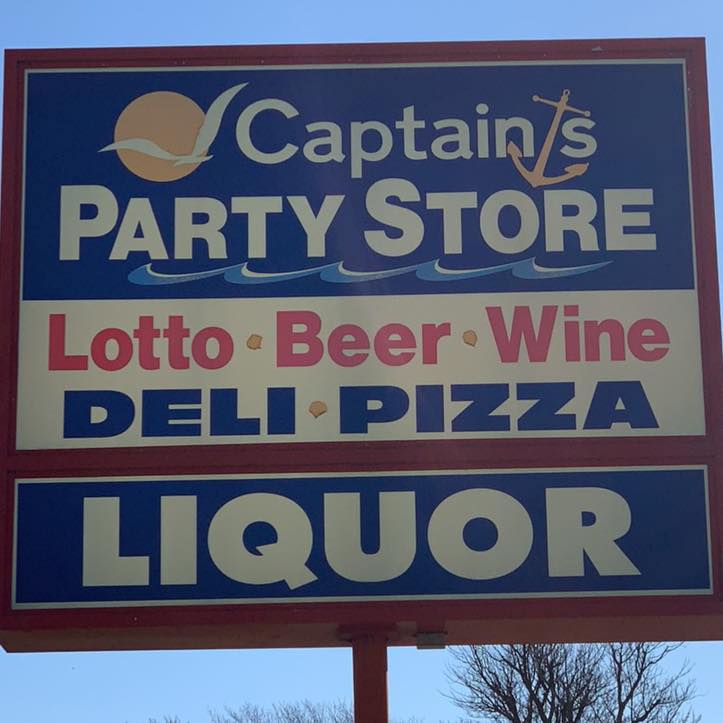 Captain's
PARTY STORE
Lotto · Beer · Wine
DELI · PIZZA
LIQUOR